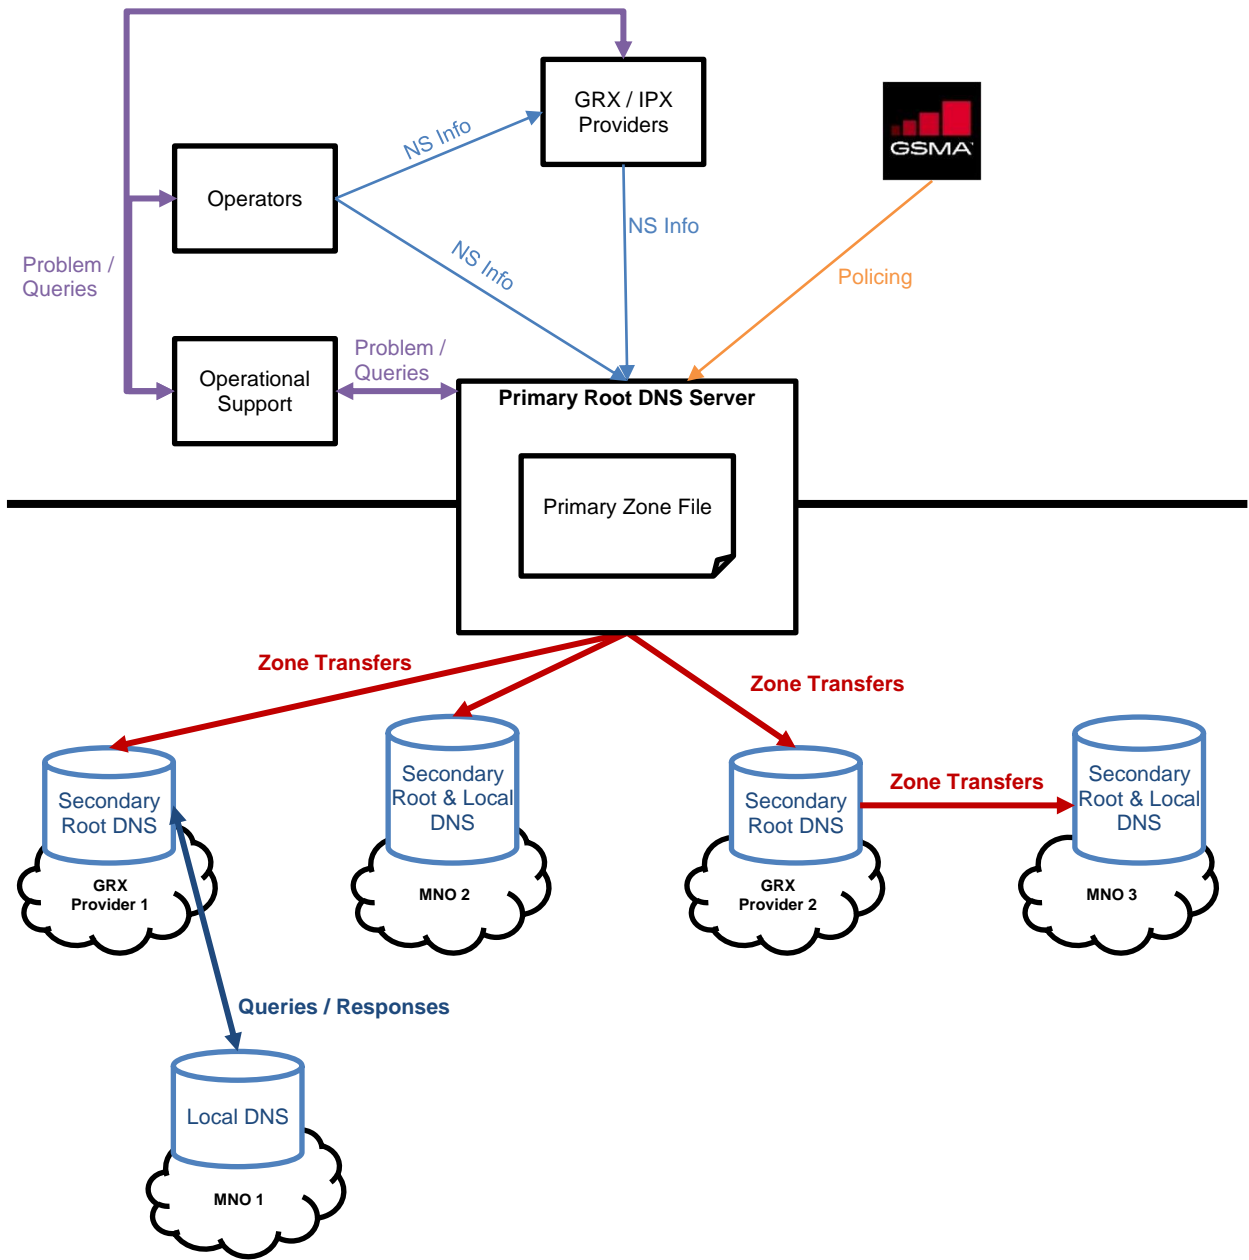 GRX / IPX
Providers
GSMA
NS Info
Operators
NS Info
NS Info
Problem /
Queries
Policing
Operational
Support
Problem /
Queries
Primary Root DNS Server
Primary Zone File
Zone Transfers
Zone Transfers
Secondary
Root DNS
Secondary
Root & Local
DNS
Secondary
Root DNS
Zone Transfers
Secondary
Root & Local
DNS
GRX
Provider 1
MNO 2
GRX
Provider 2
MNO 3
Queries / Responses
Local DNS
MNO 1